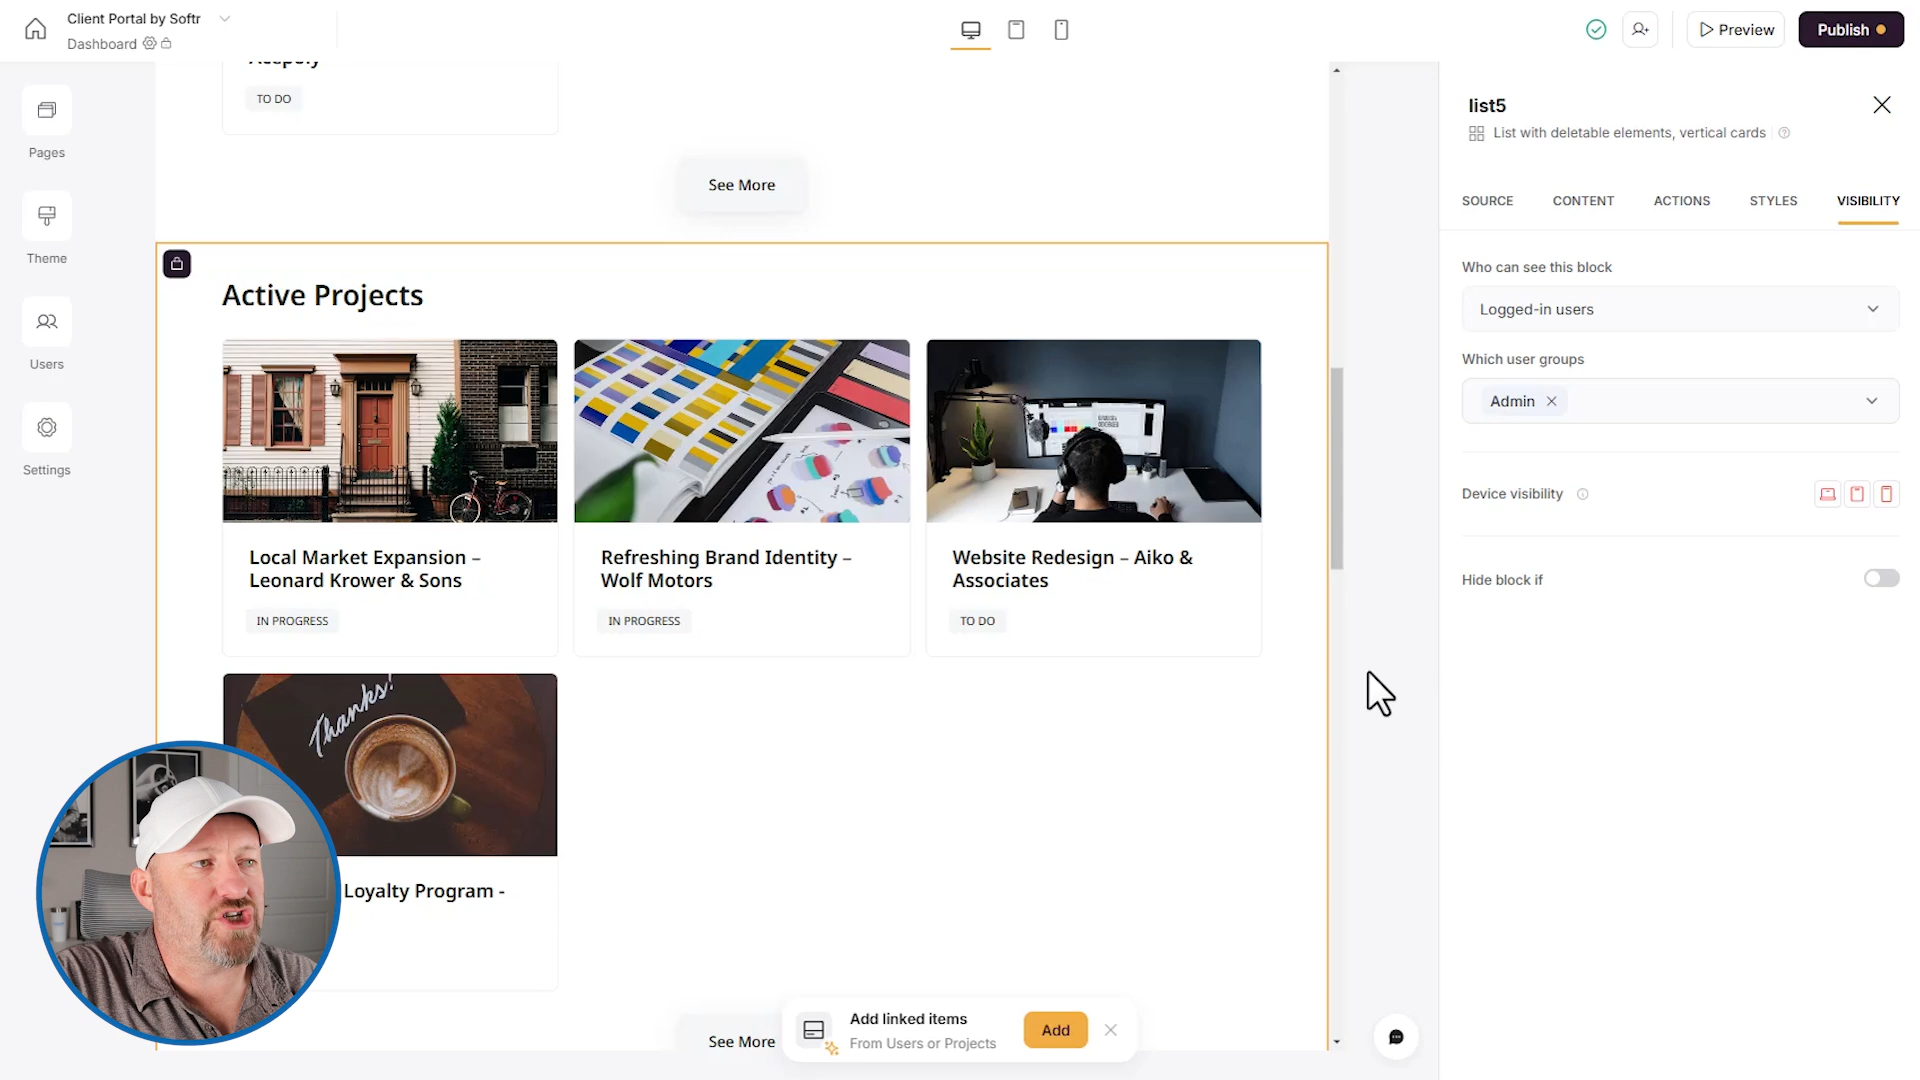 Client Portal by Softr
Dashboard
Preview
Publish
Pages
Theme
Users
Settings
TO DO
See More
Active Projects
Local Market Expansion –
Leonard Krower & Sons
IN PROGRESS
Refreshing Brand Identity –
Wolf Motors
IN PROGRESS
Website Redesign – Aiko &
Associates
TO DO
Thanks!
Loyalty Program -
See More
Add linked items
From Users or Projects
Add
list5
List with deletable elements, vertical cards
SOURCE
CONTENT
ACTIONS
STYLES
VISIBILITY
Who can see this block
Logged-in users
Which user groups
Admin
Device visibility
Hide block if